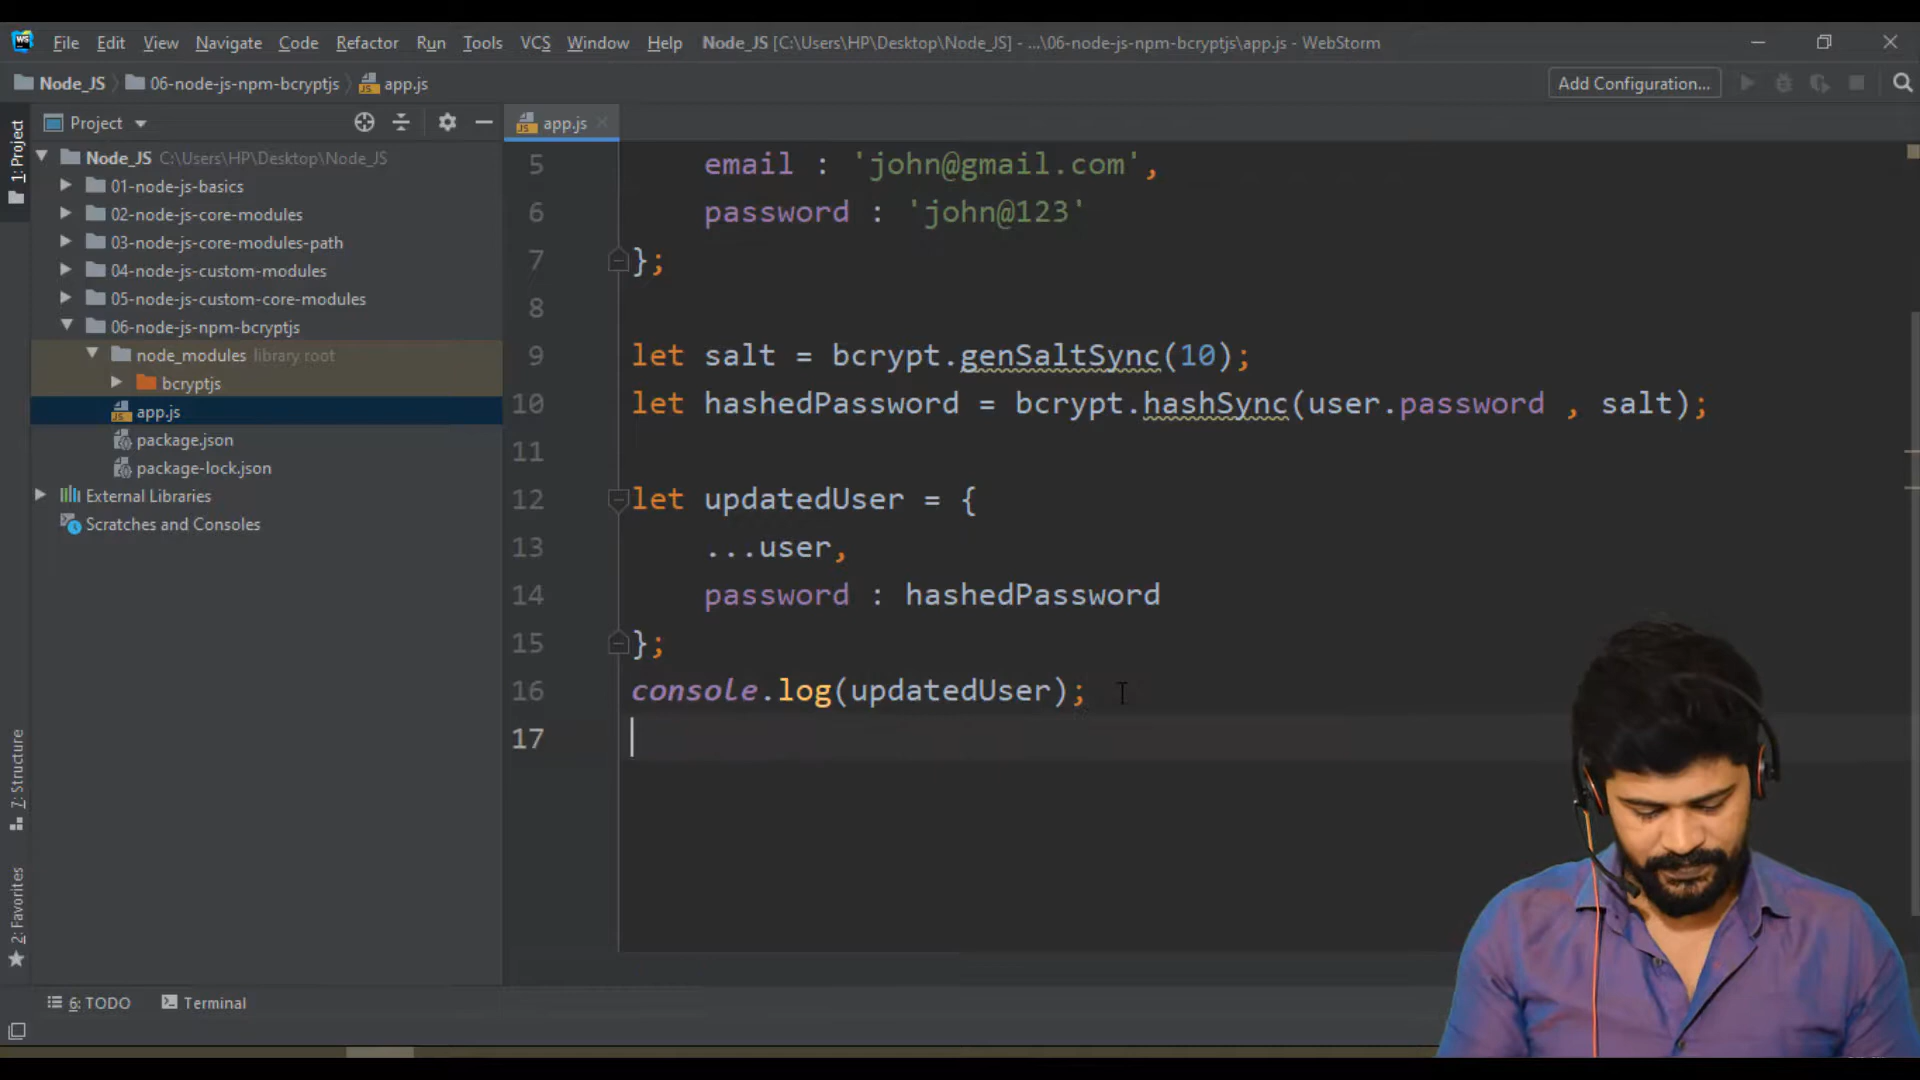 WS File Edit View Navigate Code Refactor Run Tools VCS Window Help Node_JS [C:\Users\HP\Desktop\Node_JS] - ...\06-node-js-npm-bcryptjs\app.js - WebStorm
Node_JS 06-node-js-npm-bcryptjs app.js Add Configuration...
1: Project
Project
Node_JS C:\Users\HP\Desktop\Node_JS
01-node-js-basics
02-node-js-core-modules
03-node-js-core-modules-path
04-node-js-custom-modules
05-node-js-custom-core-modules
06-node-js-npm-bcryptjs
node_modules library root
bcryptjs
app.js
package.json
package-lock.json
External Libraries
Scratches and Consoles
7: Structure
2: Favorites
app.js
5 email : 'john@gmail.com',
6 password : 'john@123'
7 };
8
9 let salt = bcrypt.genSaltSync(10);
10 let hashedPassword = bcrypt.hashSync(user.password , salt);
11
12 let updatedUser = {
13 ...user,
14 password : hashedPassword
15 };
16 console.log(updatedUser);
17
6: TODO Terminal